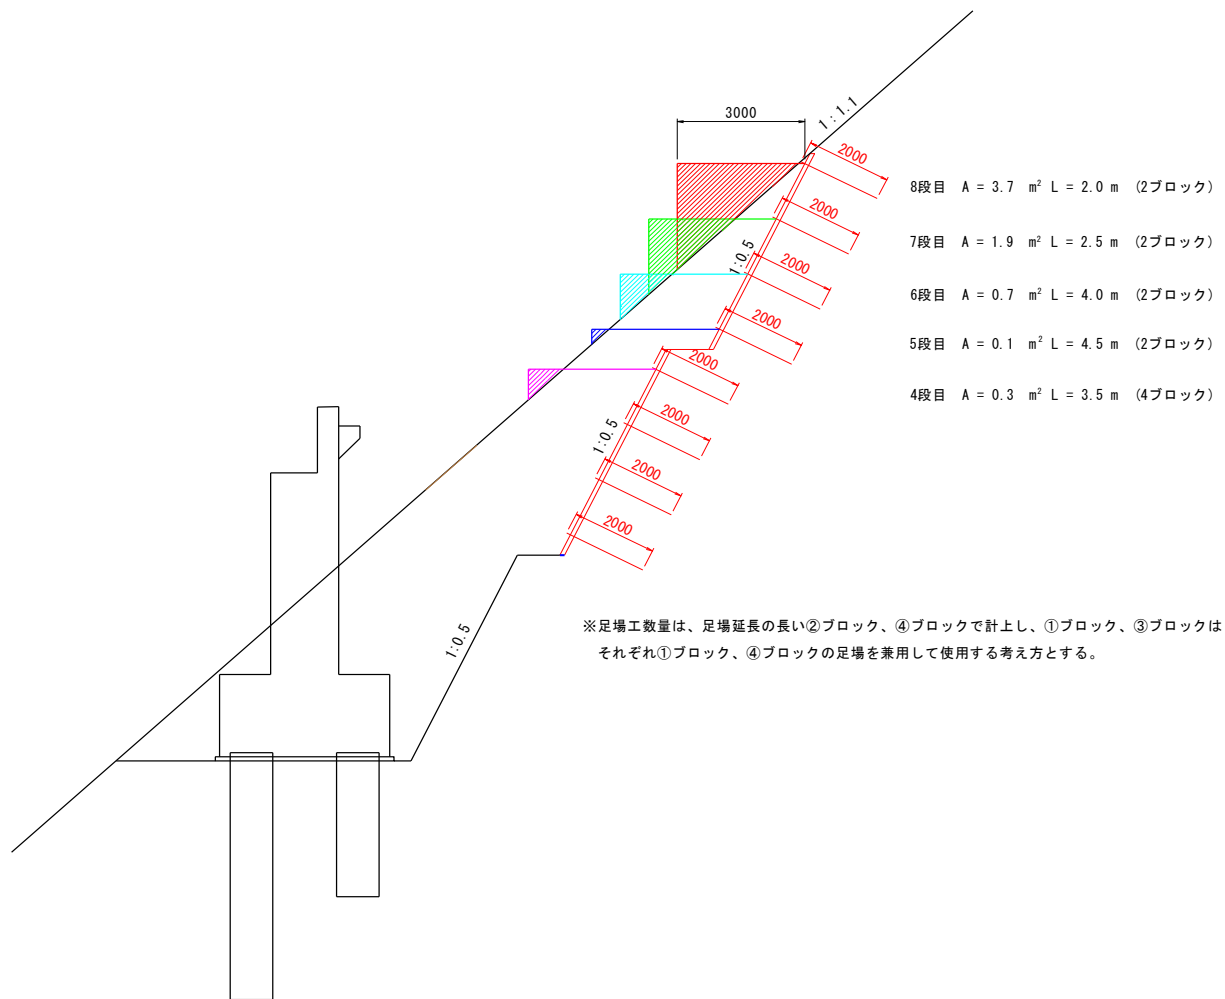 3000
1:1.1
2000
8段目 A = 3.7 m² L = 2.0 m (2ブロック)
2000
7段目 A = 1.9 m² L = 2.5 m (2ブロック)
1:0.5
2000
6段目 A = 0.7 m² L = 4.0 m (2ブロック)
2000
5段目 A = 0.1 m² L = 4.5 m (2ブロック)
2000
4段目 A = 0.3 m² L = 3.5 m (4ブロック)
2000
1:0.5
2000
2000
※足場工数量は、足場延長の長い②ブロック、④ブロックで計上し、①ブロック、③ブロックは
それぞれ①ブロック、④ブロックの足場を兼用して使用する考え方とする。
1:0.5